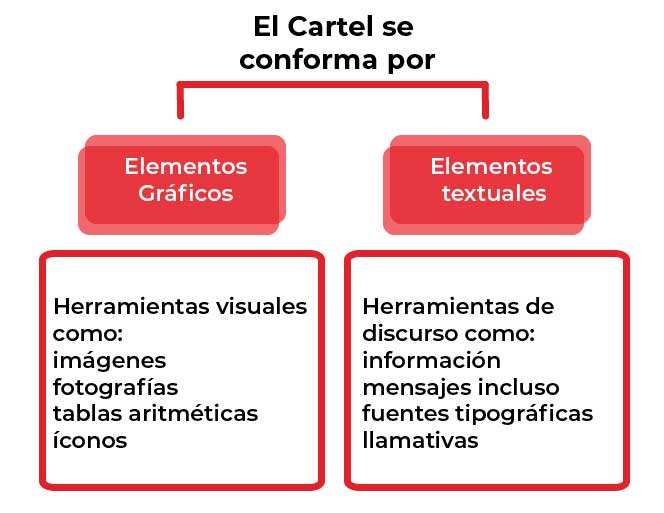 El Cartel se
conforma por
Elementos
Gráficos
Elementos
textuales
Herramientas visuales
como:
imágenes
fotografías
tablas aritméticas
íconos
Herramientas de
discurso como:
información
mensajes incluso
fuentes tipográficas
llamativas